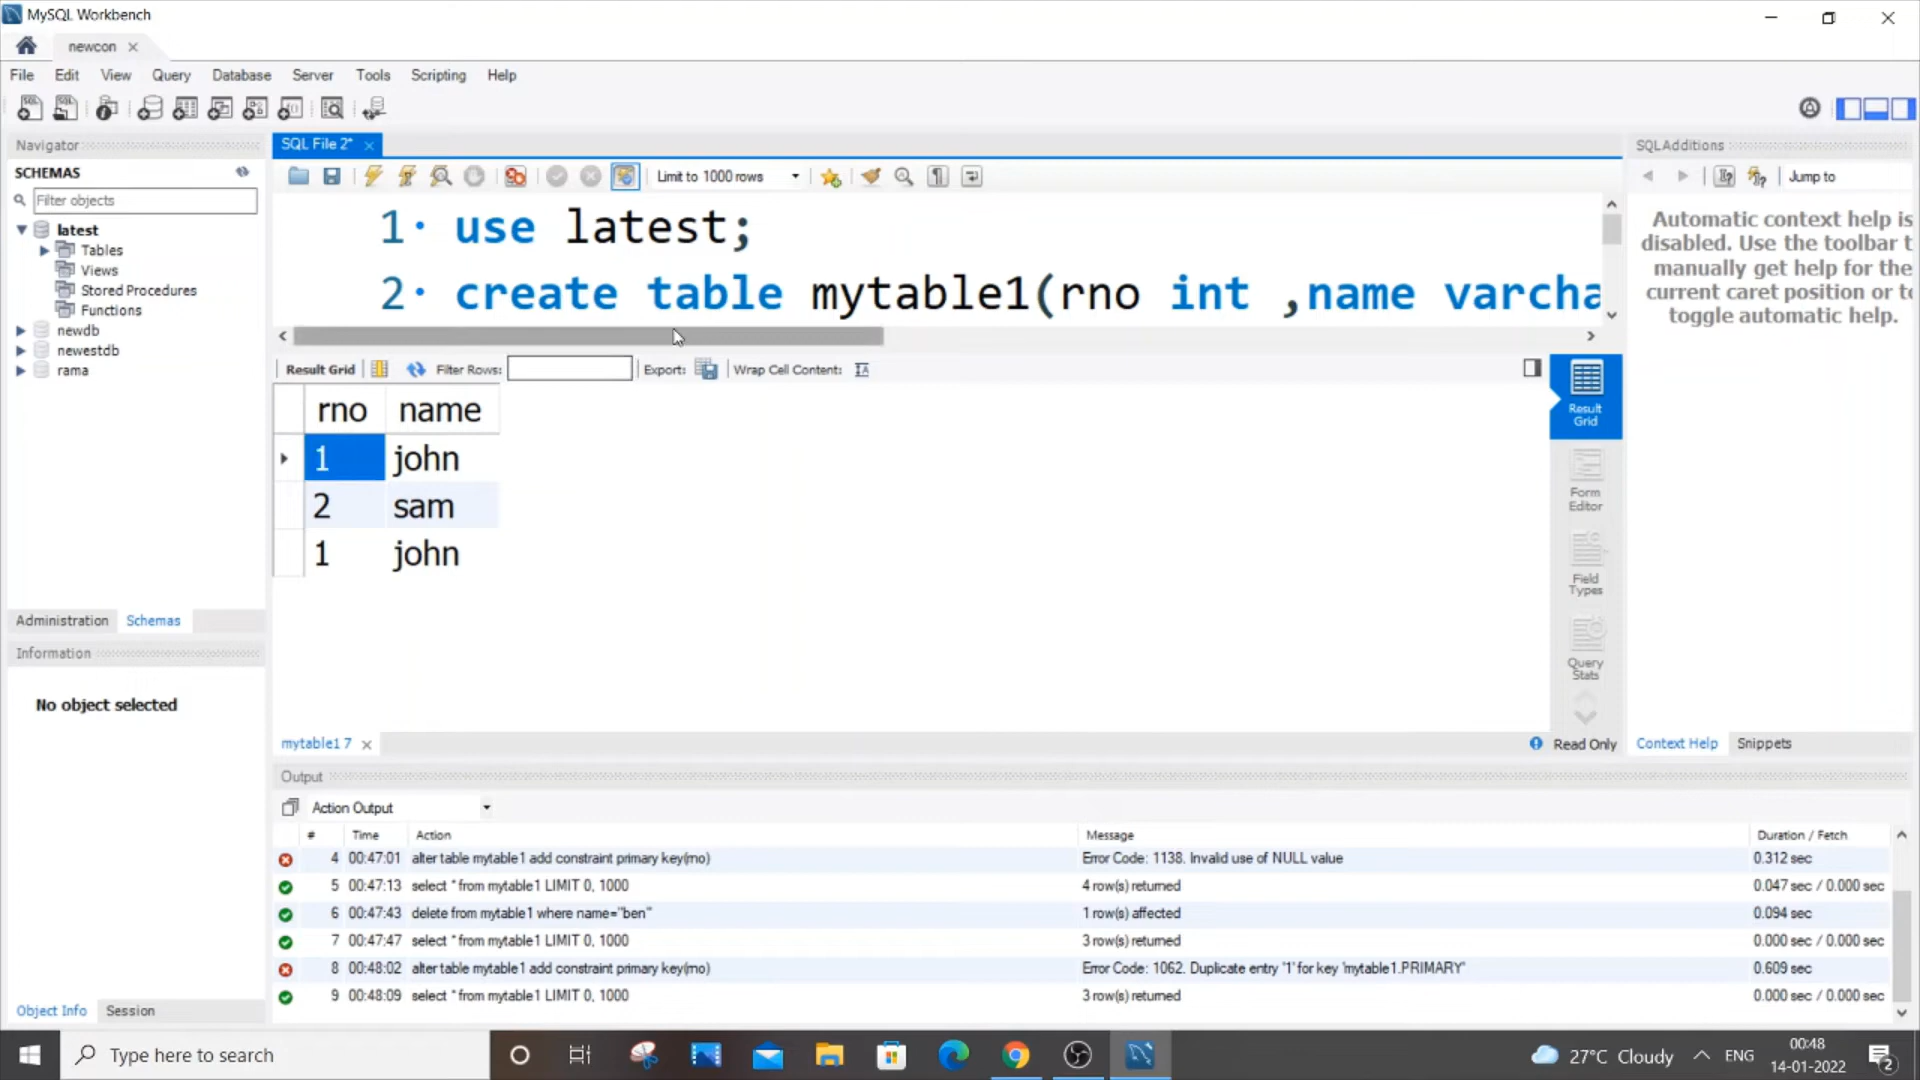 MySQL Workbench
newcon
File Edit View Query Database Server Tools Scripting Help
Navigator
SCHEMAS
Filter objects
latest
Tables
Views
Stored Procedures
Functions
newdb
newestdb
rama
Administration Schemas
Information
No object selected
Object Info Session
SQL File 2*
Limit to 1000 rows
1 use latest;
2 create table mytable1(rno int ,name varcha
Result Grid Filter Rows: Export: Wrap Cell Content:
rno name
1 john
2 sam
1 john
Result Grid
Form Editor
Field Types
Query Stats
mytable1 7
Read Only
SQLAdditions
Jump to
Automatic context help is
disabled. Use the toolbar t
manually get help for the
current caret position or to
toggle automatic help.
Context Help Snippets
Output
Action Output
# Time Action Message Duration / Fetch
4 00:47:01 alter table mytable1 add constraint primary key(rno) Error Code: 1138. Invalid use of NULL value 0.312 sec
5 00:47:13 select * from mytable1 LIMIT 0, 1000 4 row(s) returned 0.047 sec / 0.000 sec
6 00:47:43 delete from mytable1 where name="ben" 1 row(s) affected 0.094 sec
7 00:47:47 select * from mytable1 LIMIT 0, 1000 3 row(s) returned 0.000 sec / 0.000 sec
8 00:48:02 alter table mytable1 add constraint primary key(rno) Error Code: 1062. Duplicate entry '1' for key 'mytable1.PRIMARY' 0.609 sec
9 00:48:09 select * from mytable1 LIMIT 0, 1000 3 row(s) returned 0.000 sec / 0.000 sec
Type here to search
27°C Cloudy
ENG
00:48
14-01-2022
2